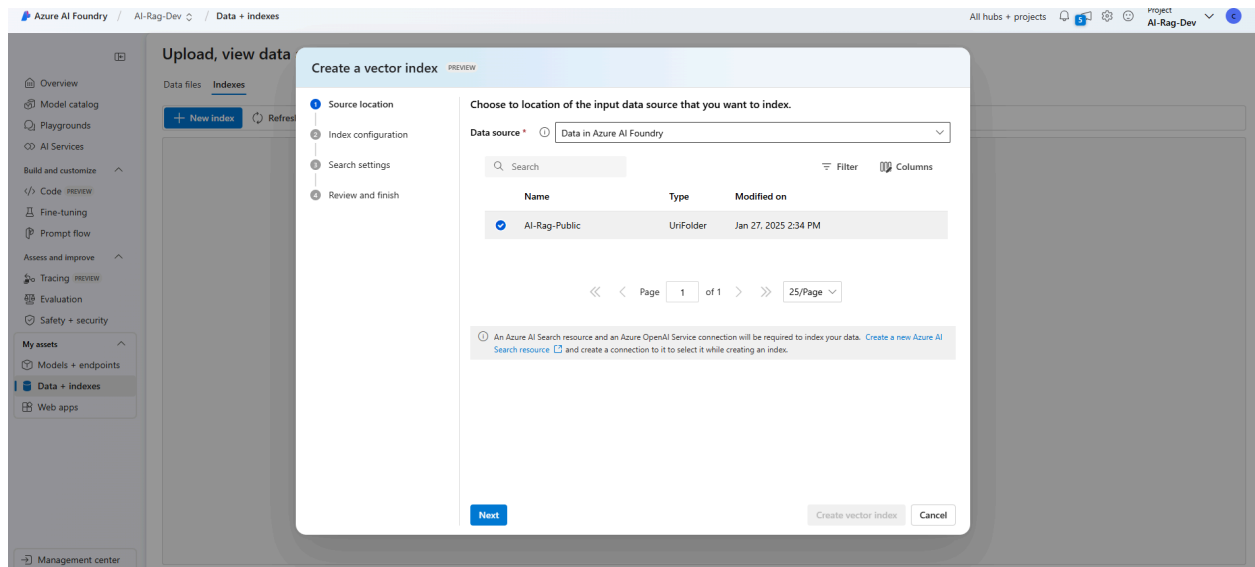 Azure AI Foundry / AI-Rag-Dev / Data + indexes
All hubs + projects
5
Project
AI-Rag-Dev
C
Overview
Model catalog
Playgrounds
AI Services
Build and customize
Code PREVIEW
Fine-tuning
Prompt flow
Assess and improve
Tracing PREVIEW
Evaluation
Safety + security
My assets
Models + endpoints
Data + indexes
Web apps
Management center
Upload, view data
Data files Indexes
New index Refres
Create a vector index PREVIEW
1 Source location
2 Index configuration
3 Search settings
4 Review and finish
Choose to location of the input data source that you want to index.
Data source * Data in Azure AI Foundry
Search Filter Columns
Name Type Modified on
AI-Rag-Public UriFolder Jan 27, 2025 2:34 PM
Page 1 of 1 25/Page
An Azure AI Search resource and an Azure OpenAI Service connection will be required to index your data. Create a new Azure AI
Search resource and create a connection to it to select it while creating an index.
Next Create vector index Cancel